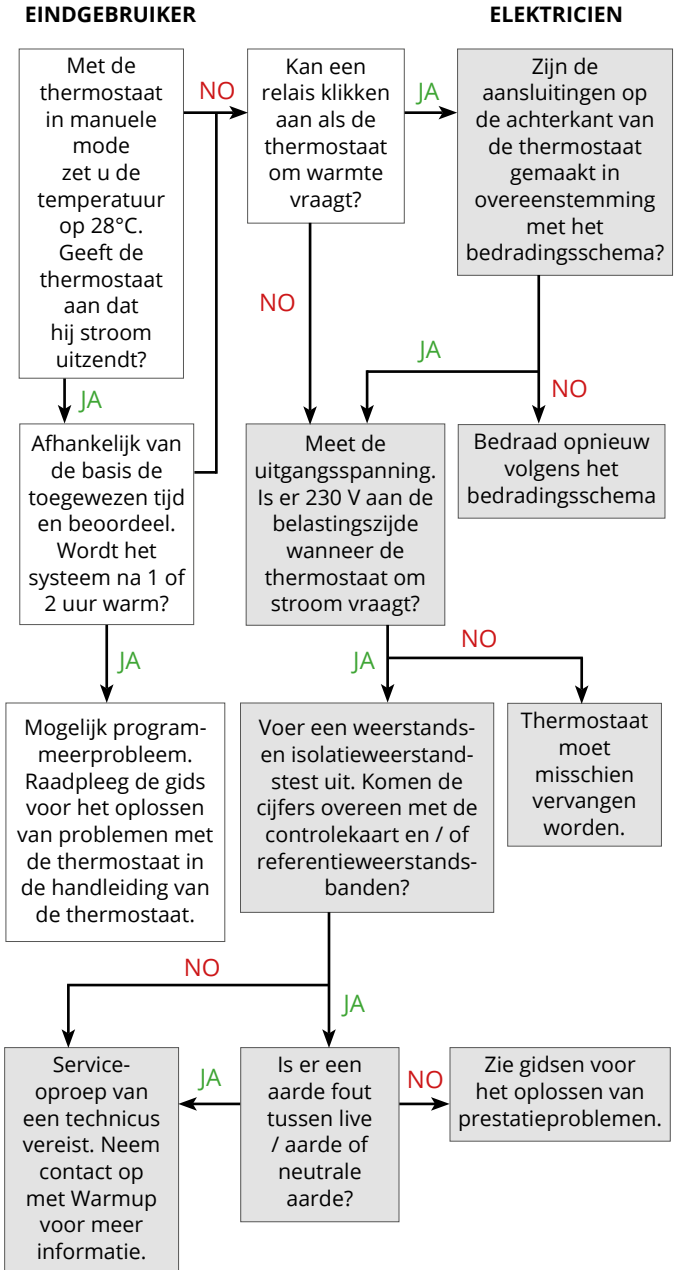 EINDGEBRUIKER
ELEKTRICIEN
Met de
thermostaat
in manuele
mode
zet u de
temperatuur
op 28°C.
Geeft de
thermostaat
aan dat
hij stroom
uitzendt?
NO
Kan een
relais klikken
aan als de
thermostaat
om warmte
vraagt?
JA
Zijn de
aansluitingen op
de achterkant van
de thermostaat
gemaakt in
overeenstemming
met het
bedradingsschema?
NO
JA
JA
NO
Afhankelijk van
de basis de
toegewezen tijd
en beoordeel.
Wordt het
systeem na 1 of
2 uur warm?
Meet de
uitgangsspanning.
Is er 230 V aan de
belastingszijde
wanneer de
thermostaat om
stroom vraagt?
Bedraad opnieuw
volgens het
bedradingsschema
JA
JA
NO
Mogelijk program-
meerprobleem.
Raadpleeg de gids
voor het oplossen
van problemen met
de thermostaat in
de handleiding van
de thermostaat.
Voer een weerstands-
en isolatieweerstand-
stest uit. Komen de
cijfers overeen met de
controlekaart en / of
referentieweerstands-
banden?
Thermostaat
moet
misschien
vervangen
worden.
NO
JA
Service-
oproep van
een technicus
vereist. Neem
contact op
met Warmup
voor meer
informatie.
JA
Is er een
aarde fout
tussen live
/ aarde of
neutrale
aarde?
NO
Zie gidsen voor
het oplossen van
prestatieproblemen.